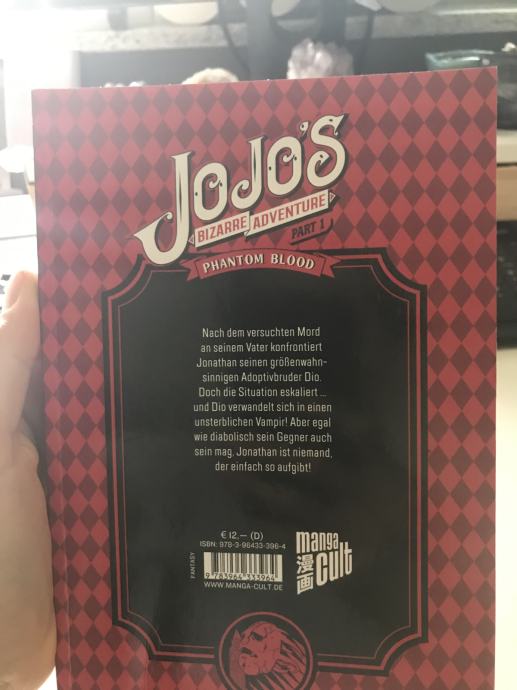 JOJO'S
BIZARRE ADVENTURE
PART 1
PHANTOM BLOOD
Nach dem versuchten Mord
an seinem Vater konfrontiert
Jonathan seinen größenwahn-
sinnigen Adoptivbruder Dio.
Doch die Situation eskaliert ...
und Dio verwandelt sich in einen
unsterblichen Vampir! Aber egal
wie diabolisch sein Gegner auch
sein mag, Jonathan ist niemand,
der einfach so aufgibt!
€ 12,– (D)
ISBN: 978-3-96433-396-4
FANTASY
9 783964 333964
WWW.MANGA-CULT.DE
manga
漫画
cult